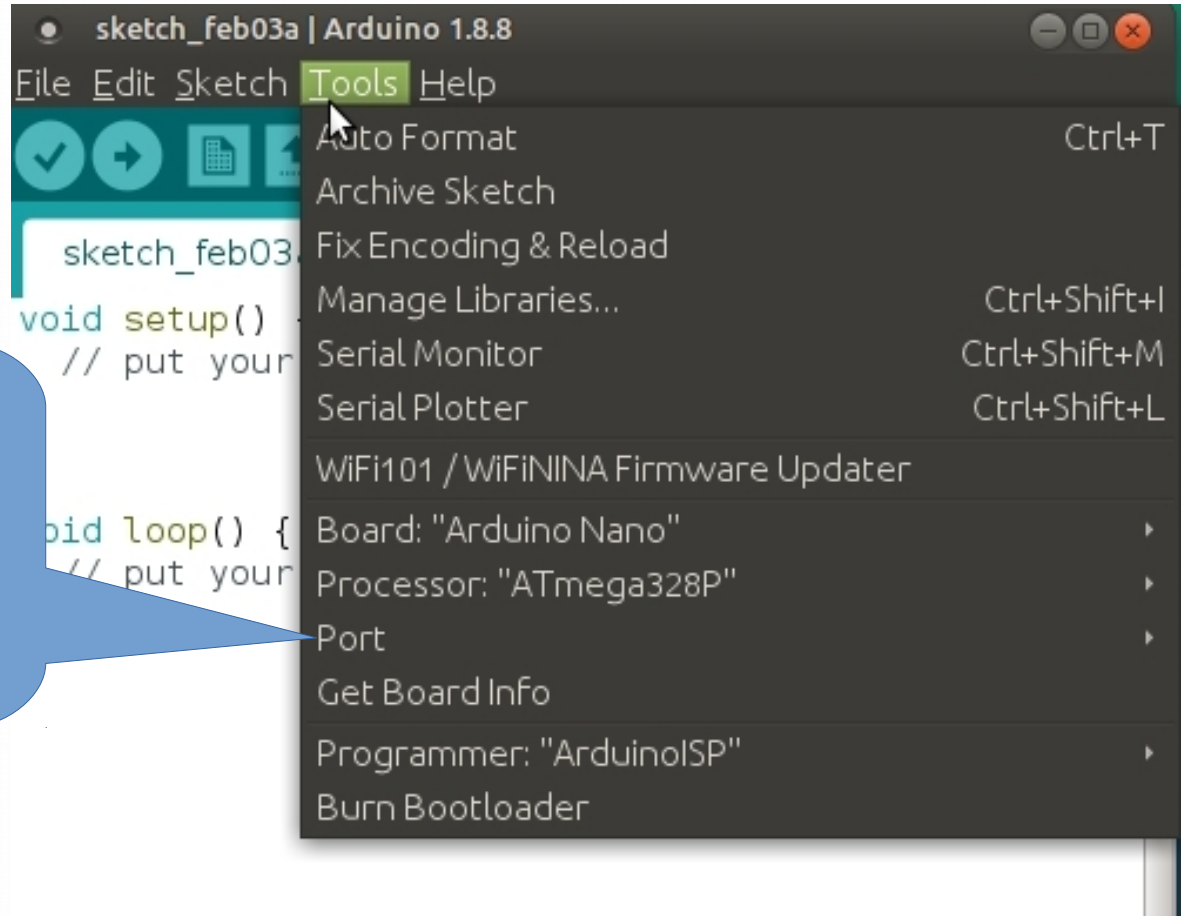 sketch_feb03a | Arduino 1.8.8
File Edit Sketch Tools Help
Auto Format Ctrl+T
Archive Sketch
sketch_feb03 Fix Encoding & Reload
void setup() { Manage Libraries... Ctrl+Shift+I
// put your Serial Monitor Ctrl+Shift+M
Serial Plotter Ctrl+Shift+L
WiFi101 / WiFiNINA Firmware Updater
oid loop() { Board: "Arduino Nano"
// put your Processor: "ATmega328P"
Port
Get Board Info
Programmer: "ArduinoISP"
Burn Bootloader